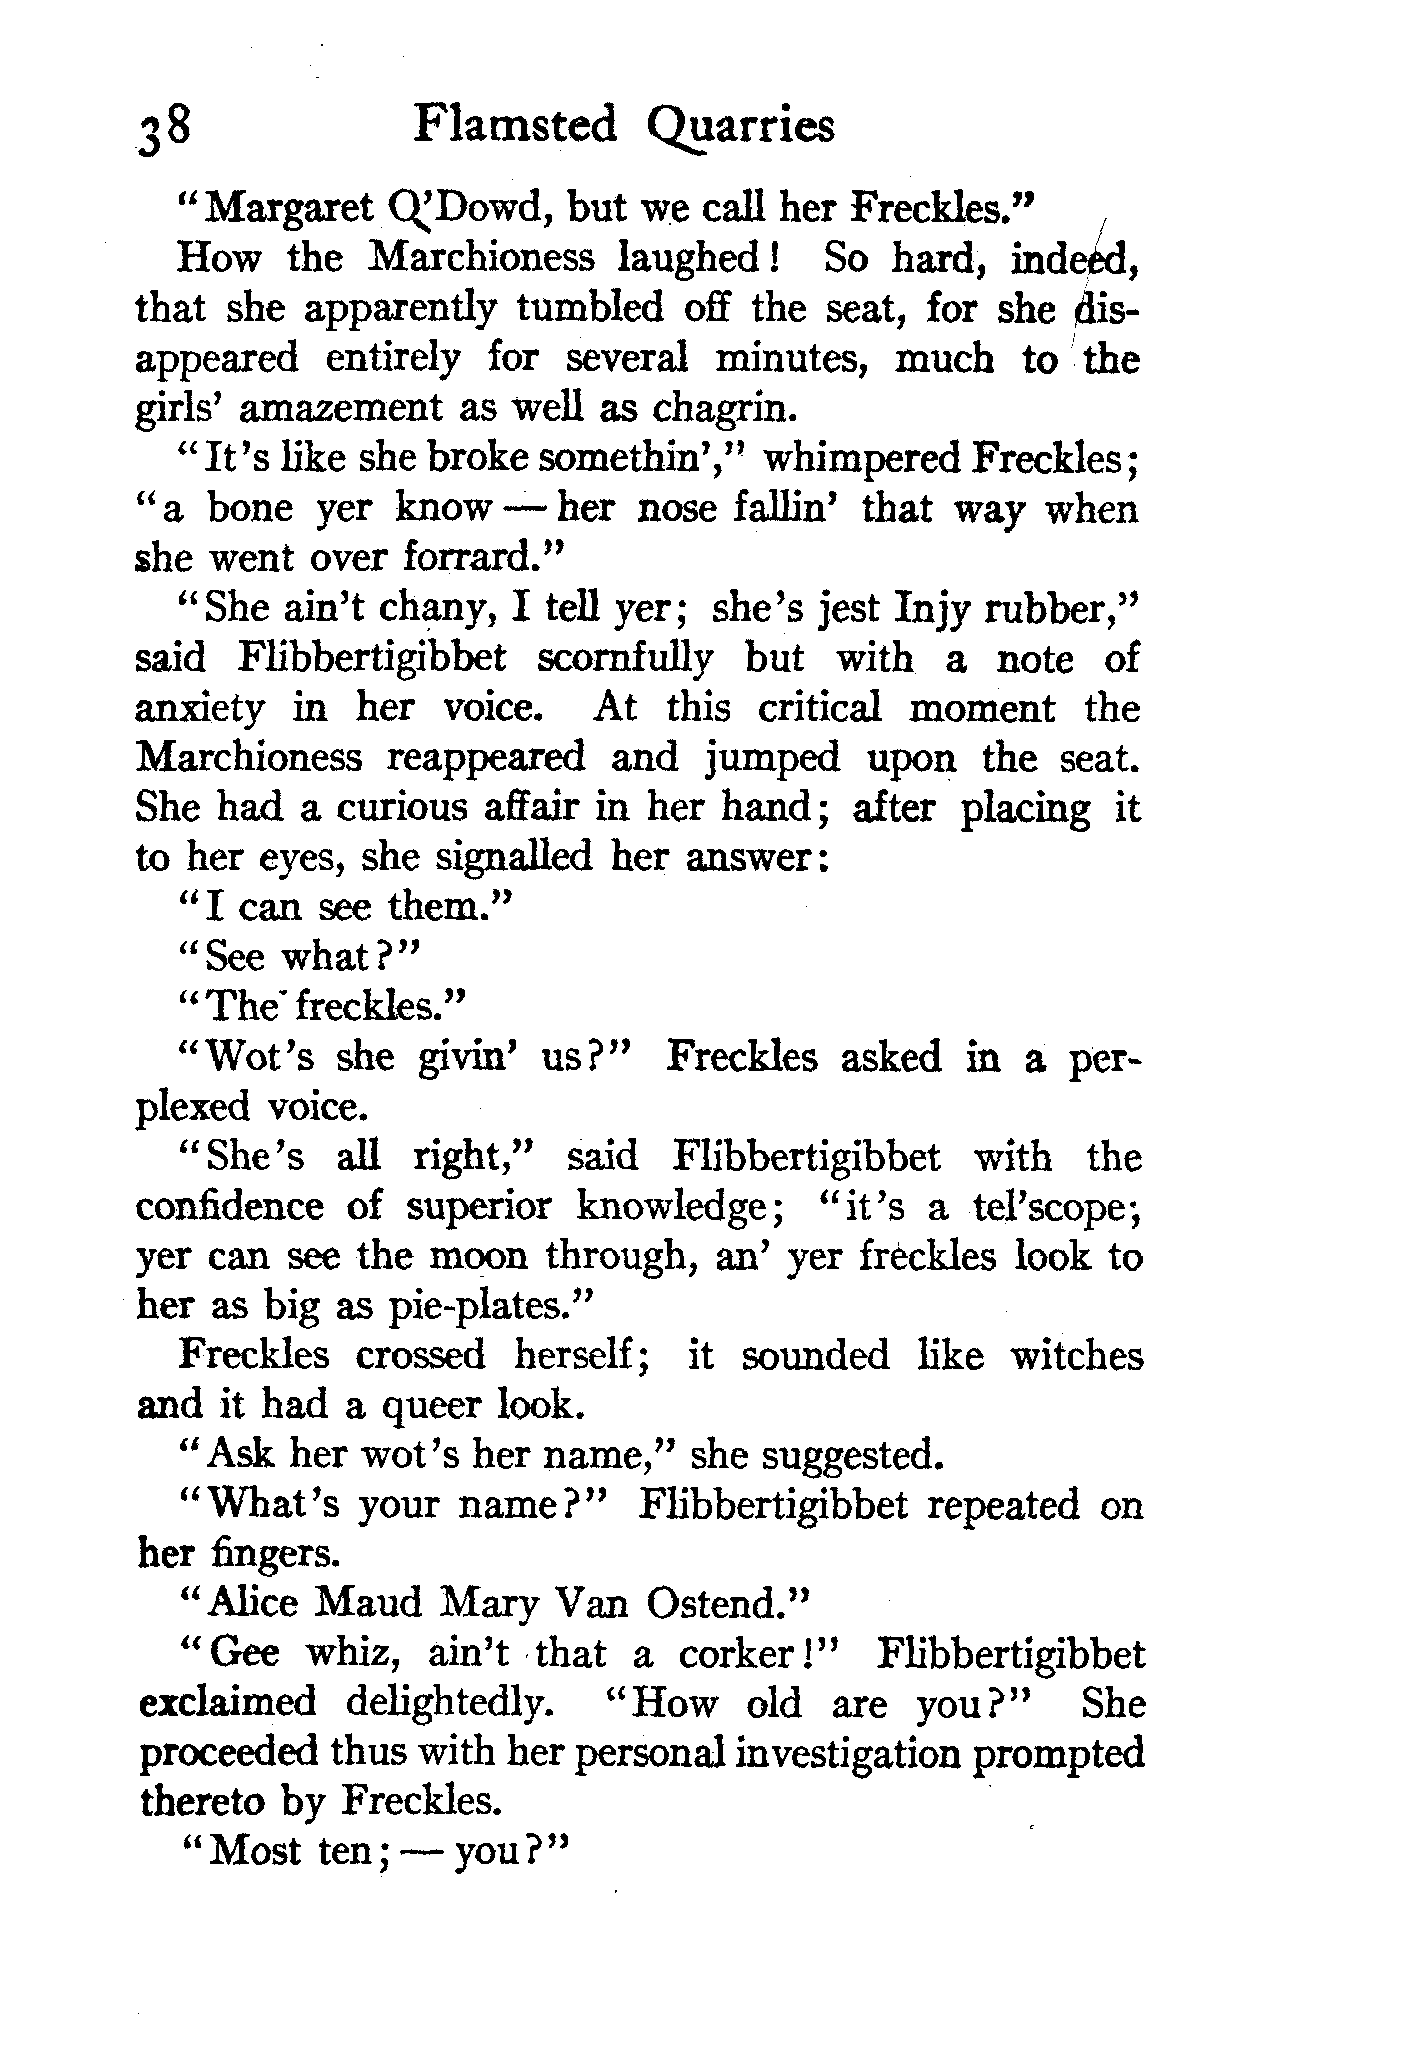 38 Flamsted Quarries
"Margaret Q'Dowd, but we call her Freckles."
How the Marchioness laughed! So hard, indeed,
that she apparently tumbled off the seat, for she dis-
appeared entirely for several minutes, much to the
girls' amazement as well as chagrin.
"It's like she broke somethin'," whimpered Freckles;
"a bone yer know — her nose fallin' that way when
she went over forrard."
"She ain't chany, I tell yer; she's jest Injy rubber,"
said Flibbertigibbet scornfully but with a note of
anxiety in her voice. At this critical moment the
Marchioness reappeared and jumped upon the seat.
She had a curious affair in her hand; after placing it
to her eyes, she signalled her answer:
"I can see them."
"See what?"
"The freckles."
"Wot's she givin' us?" Freckles asked in a per-
plexed voice.
"She's all right," said Flibbertigibbet with the
confidence of superior knowledge; "it's a tel'scope;
yer can see the moon through, an' yer freckles look to
her as big as pie-plates."
Freckles crossed herself; it sounded like witches
and it had a queer look.
"Ask her wot's her name," she suggested.
"What's your name?" Flibbertigibbet repeated on
her fingers.
"Alice Maud Mary Van Ostend."
"Gee whiz, ain't that a corker!" Flibbertigibbet
exclaimed delightedly. "How old are you?" She
proceeded thus with her personal investigation prompted
thereto by Freckles.
"Most ten; — you?"